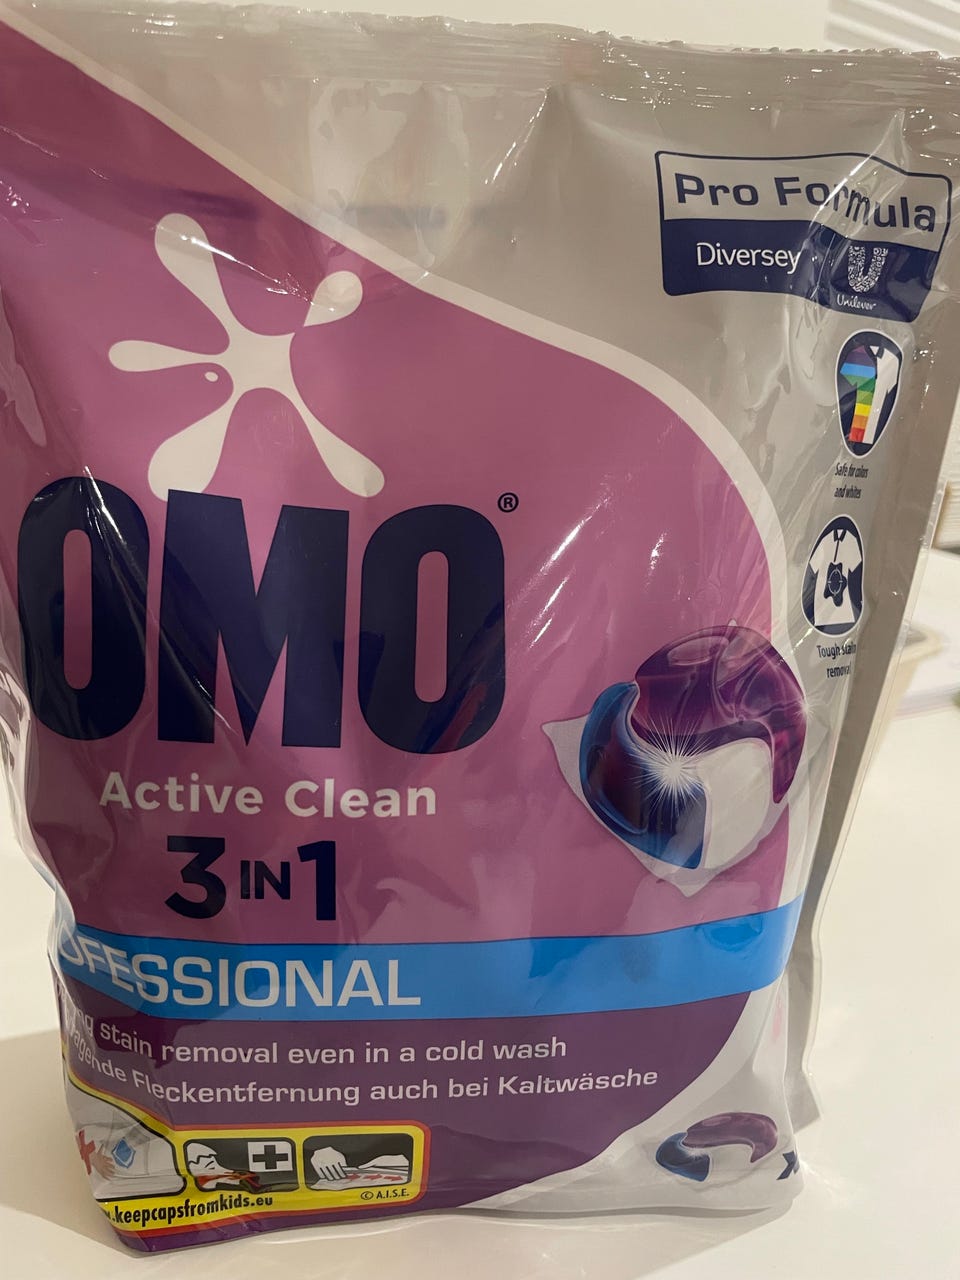 Pro Formula
Diversey
Unilever
Safe for colors
and whites
OMO®
Tough stain
removal
Active Clean
3 IN 1
OFESSIONAL
stain removal even in a cold wash
Fleckentfernung auch bei Kaltwäsche
.keepcapsfromkids.eu
© A.I.S.E.